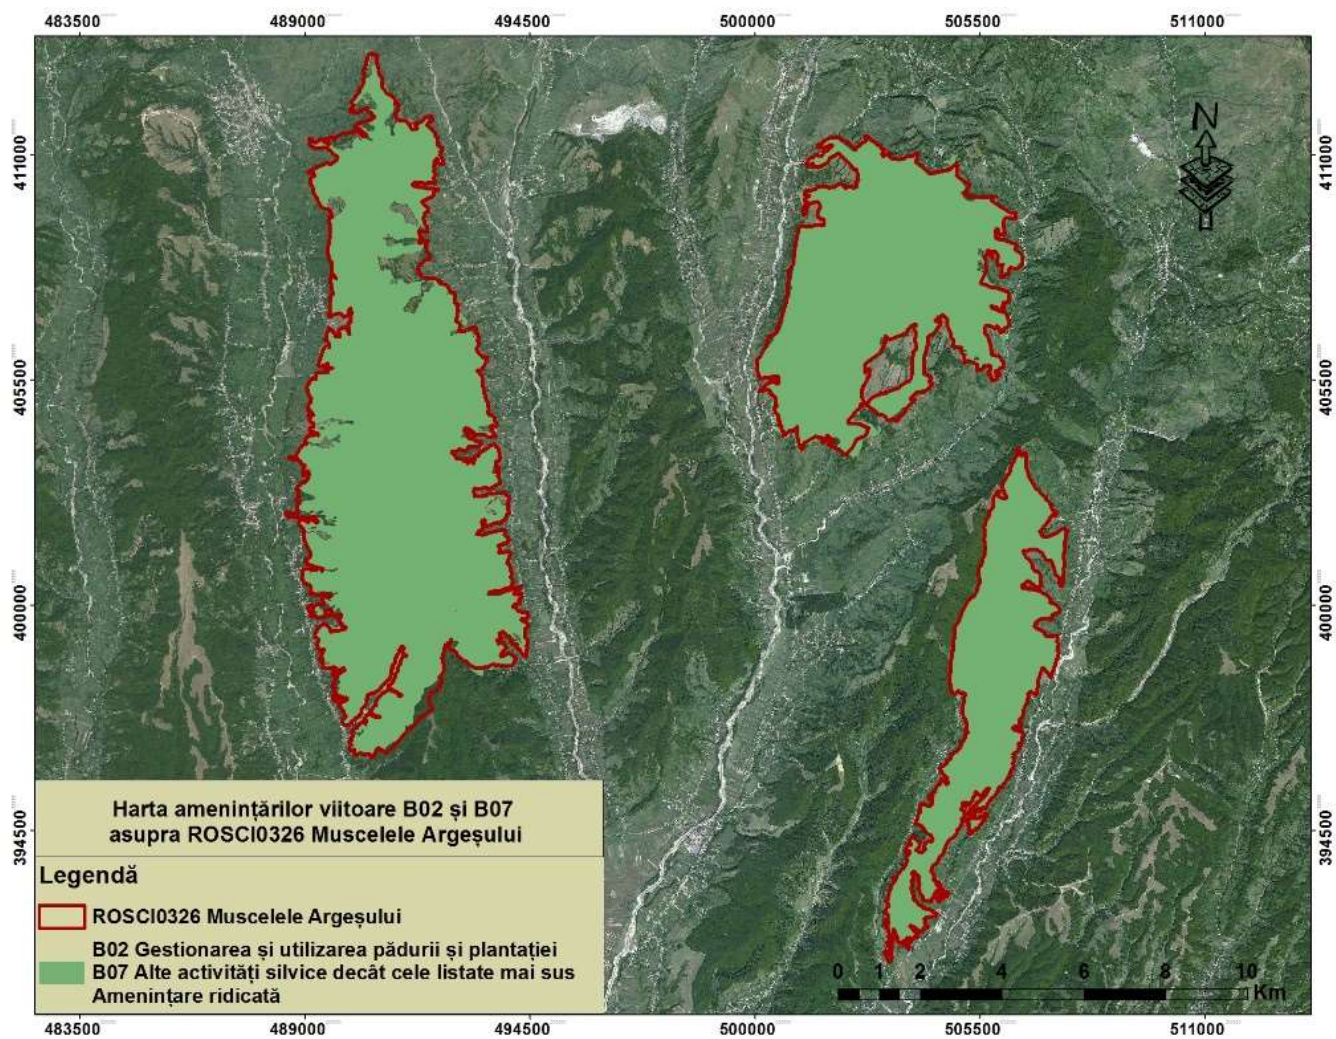 483500 489000 494500 500000 505500 511000
N
411000 411000
405500 405500
400000 400000
394500 394500
Harta amenințărilor viitoare B02 și B07
asupra ROSCI0326 Muscelele Argeșului
Legendă
ROSCI0326 Muscelele Argeșului
B02 Gestionarea și utilizarea pădurii și plantației
B07 Alte activități silvice decât cele listate mai sus
Amenințare ridicată
0 1 2 4 6 8 10
Km
483500 489000 494500 500000 505500 511000